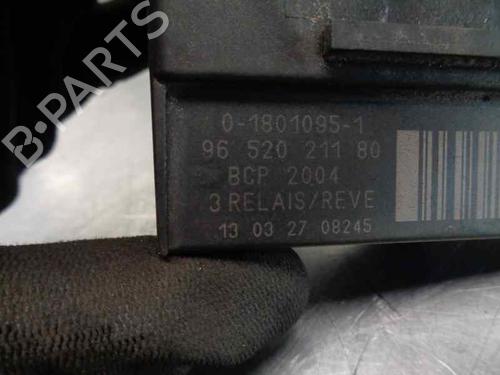 0-1801095-1
96 520 211 80
BCP 2004
3 RELAIS/REVE
13 03 27 08245
B-PARTS